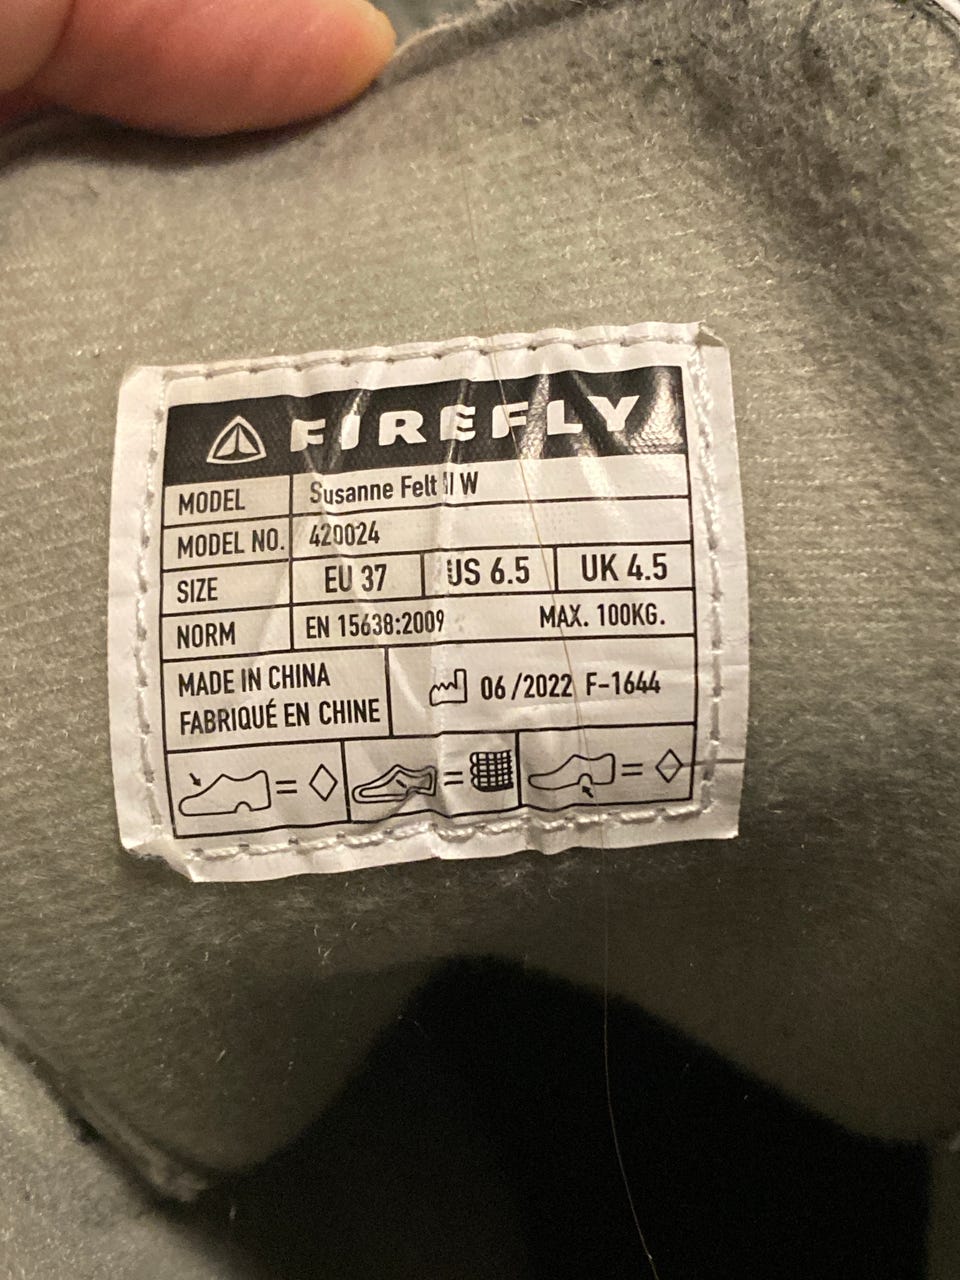 FIREFLY
MODEL Susanne Felt II W
MODEL NO. 420024
SIZE EU 37 US 6.5 UK 4.5
NORM EN 15638:2009 MAX. 100KG.
MADE IN CHINA
FABRIQUÉ EN CHINE
06/2022 F-1644
= = =